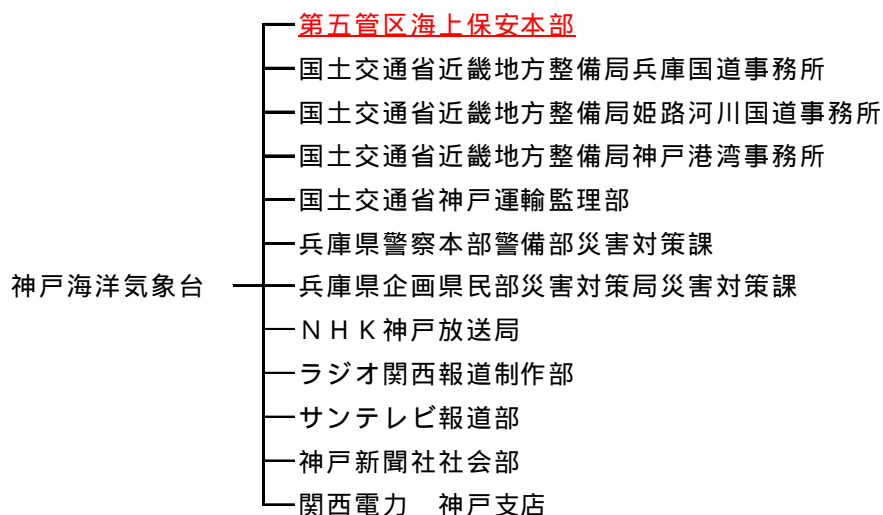 第五管区海上保安本部
国土交通省近畿地方整備局兵庫国道事務所
国土交通省近畿地方整備局姫路河川国道事務所
国土交通省近畿地方整備局神戸港湾事務所
国土交通省神戸運輸監理部
兵庫県警察本部警備部災害対策課
神戸海洋気象台 兵庫県企画県民部災害対策局災害対策課
ＮＨＫ神戸放送局
ラジオ関西報道制作部
サンテレビ報道部
神戸新聞社社会部
関西電力　神戸支店